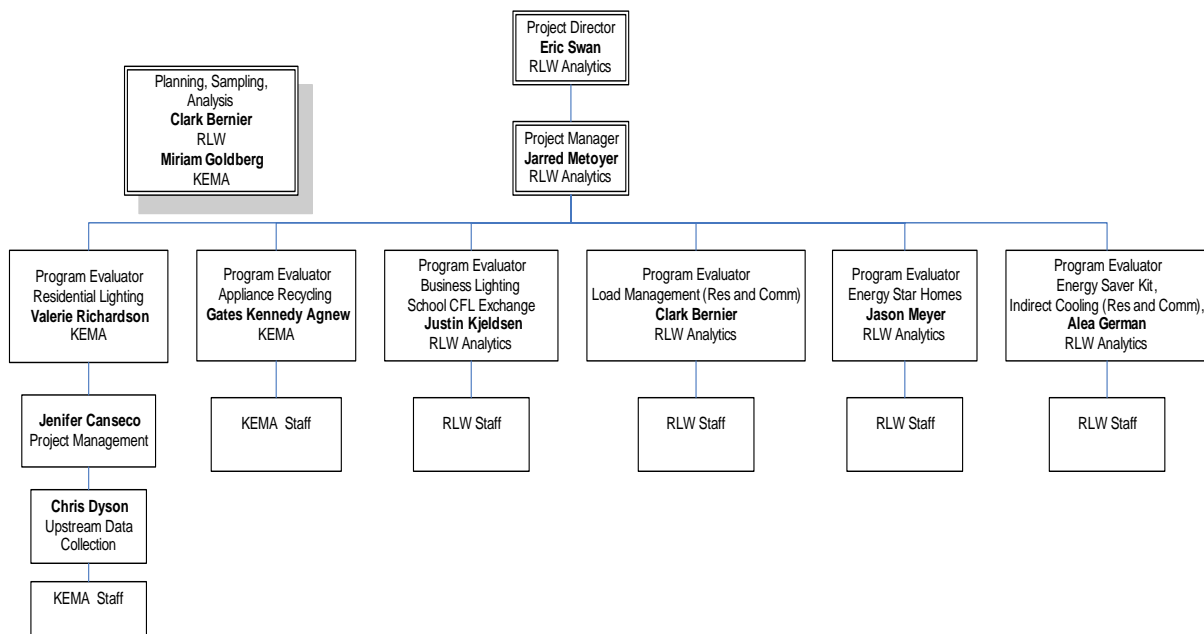 Project Director
Eric Swan
RLW Analytics
Planning, Sampling,
Analysis
Clark Bernier
RLW
Miriam Goldberg
KEMA
Project Manager
Jarred Metoyer
RLW Analytics
Program Evaluator
Residential Lighting
Valerie Richardson
KEMA
Program Evaluator
Appliance Recycling
Gates Kennedy Agnew
KEMA
Program Evaluator
Business Lighting
School CFL Exchange
Justin Kjeldsen
RLW Analytics
Program Evaluator
Load Management (Res and Comm)
Clark Bernier
RLW Analytics
Program Evaluator
Energy Star Homes
Jason Meyer
RLW Analytics
Program Evaluator
Energy Saver Kit,
Indirect Cooling (Res and Comm),
Alea German
RLW Analytics
Jenifer Canseco
Project Management
KEMA Staff
RLW Staff
RLW Staff
RLW Staff
RLW Staff
Chris Dyson
Upstream Data
Collection
KEMA Staff